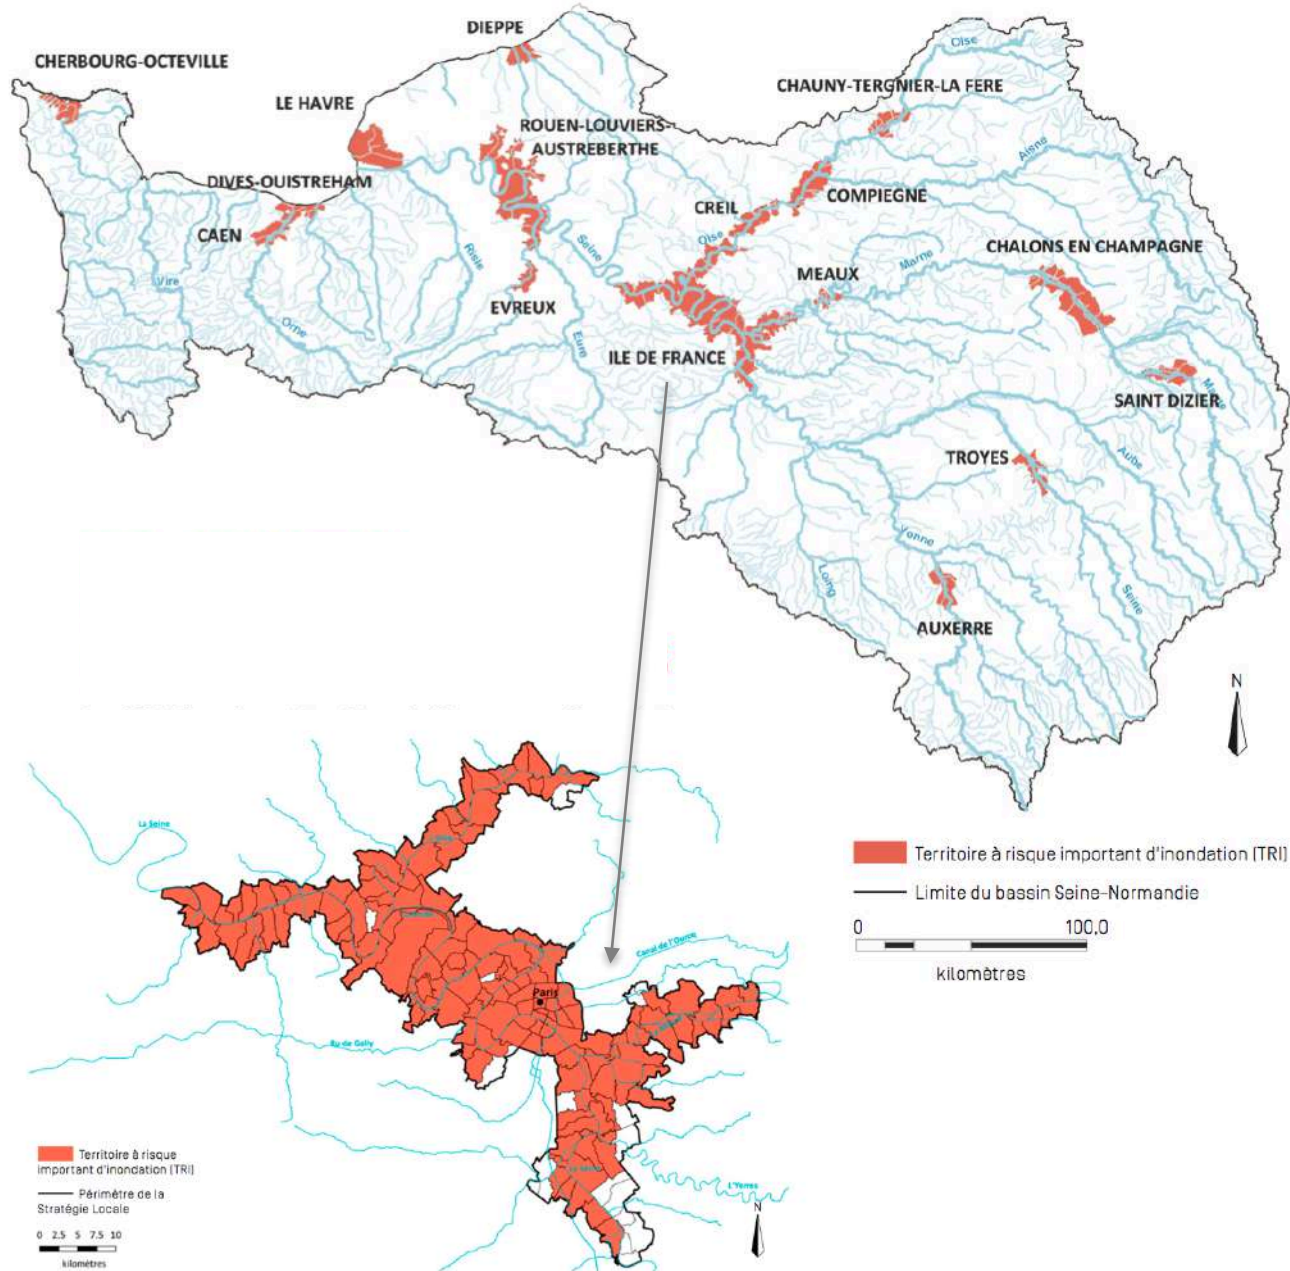 DIEPPE
Oise
CHERBOURG-OCTEVILLE
CHAUNY-TERGNIER-LA FERE
LE HAVRE
ROUEN-LOUVIERS-
AUSTREBERTHE
Aisne
DIVES-OUISTREHAM
COMPIEGNE
CREIL
CAEN
Oise
Seine
CHALONS EN CHAMPAGNE
Risle
Marne
MEAUX
Vire
EVREUX
Orne
Eure
ILE DE FRANCE
SAINT DIZIER
TROYES
Aube
Yonne
Loing
Seine
AUXERRE
N
La Seine
Territoire à risque important d'inondation (TRI)
Limite du bassin Seine-Normandie
0 100,0
kilomètres
Canal de l'Ourcq
Paris
Ru de Gally
Territoire à risque
important d'inondation (TRI)
L'Yerres
Périmètre de la
Stratégie Locale
N
0 2.5 5 7.5 10
kilomètres